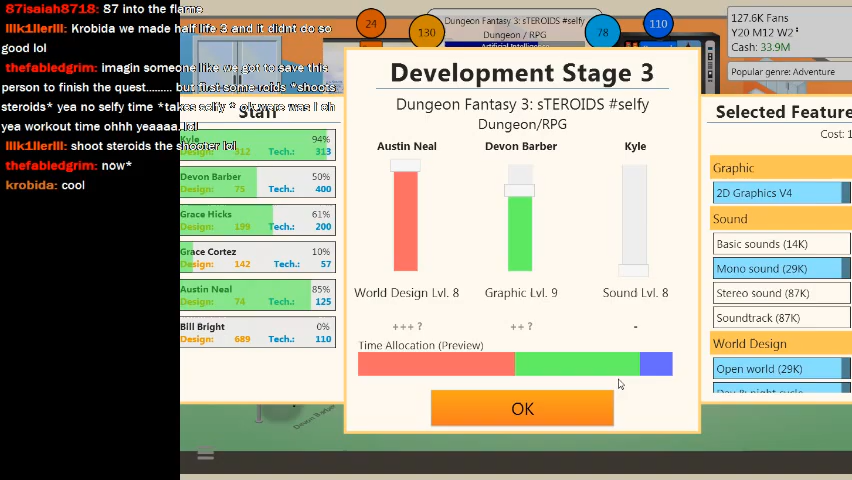 87isaiah8718: 87 into the flame
lllk1llerlll: Krobida we made half life 3 and it didnt do so
good lol
thefabledgrim: imagin someone like we got to save this
person to finish the quest......... but first some roids *shoots
steroids* yea no selfy time *takes selfy * ok were was I oh
yea workout time ohhh yeaaaa lol
lllk1llerlll: shoot steroids the shooter lol
thefabledgrim: now*
krobida: cool
24
130
Dungeon Fantasy 3: sTEROIDS #selfy
Dungeon / RPG
Artificial Intelligence
78
110
127.6K Fans
Y20 M12 W2
Cash: 33.9M
Popular genre: Adventure
Staff
Kyle 94%
Design: 312 Tech.: 313
Devon Barber 50%
Design: 75 Tech.: 400
Grace Hicks 61%
Design: 199 Tech.: 200
Grace Cortez 10%
Design: 142 Tech.: 57
Austin Neal 85%
Design: 74 Tech.: 125
Bill Bright 0%
Design: 689 Tech.: 110
Devon Barber
Development Stage 3
Dungeon Fantasy 3: sTEROIDS #selfy
Dungeon/RPG
Austin Neal Devon Barber Kyle
World Design Lvl. 8 Graphic Lvl. 9 Sound Lvl. 8
+++ ? ++ ? -
Time Allocation (Preview)
OK
Selected Feature
Cost: 1
Graphic
2D Graphics V4
Sound
Basic sounds (14K)
Mono sound (29K)
Stereo sound (87K)
Soundtrack (87K)
World Design
Open world (29K)
Day & night cycle